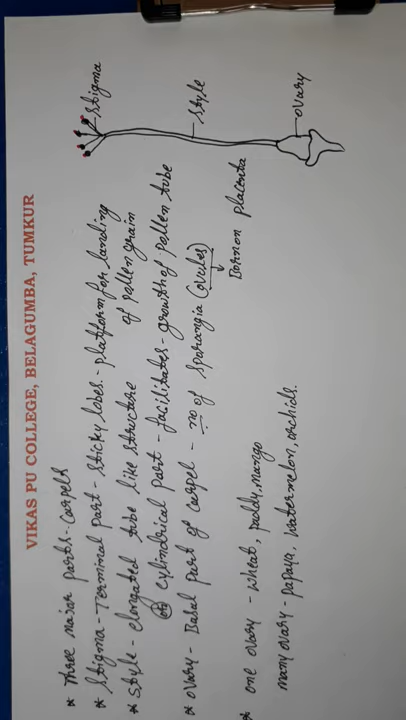 VIKAS PU COLLEGE, BELAGUMBA, TUMKUR
* Three major parts - carpels
* Stigma - Terminal part - sticky lobes - platform for landing
of pollen grain
* Style - elongated tube like structure
(or) cylindrical part - facilitates - growth of pollen tube
* ovary - Basal part of carpel - no of sporangia (ovules)
↓
Born on placenta
* one ovary - wheat, paddy, mango
many ovary - papaya, watermelon, orchids.
stigma
style
ovary